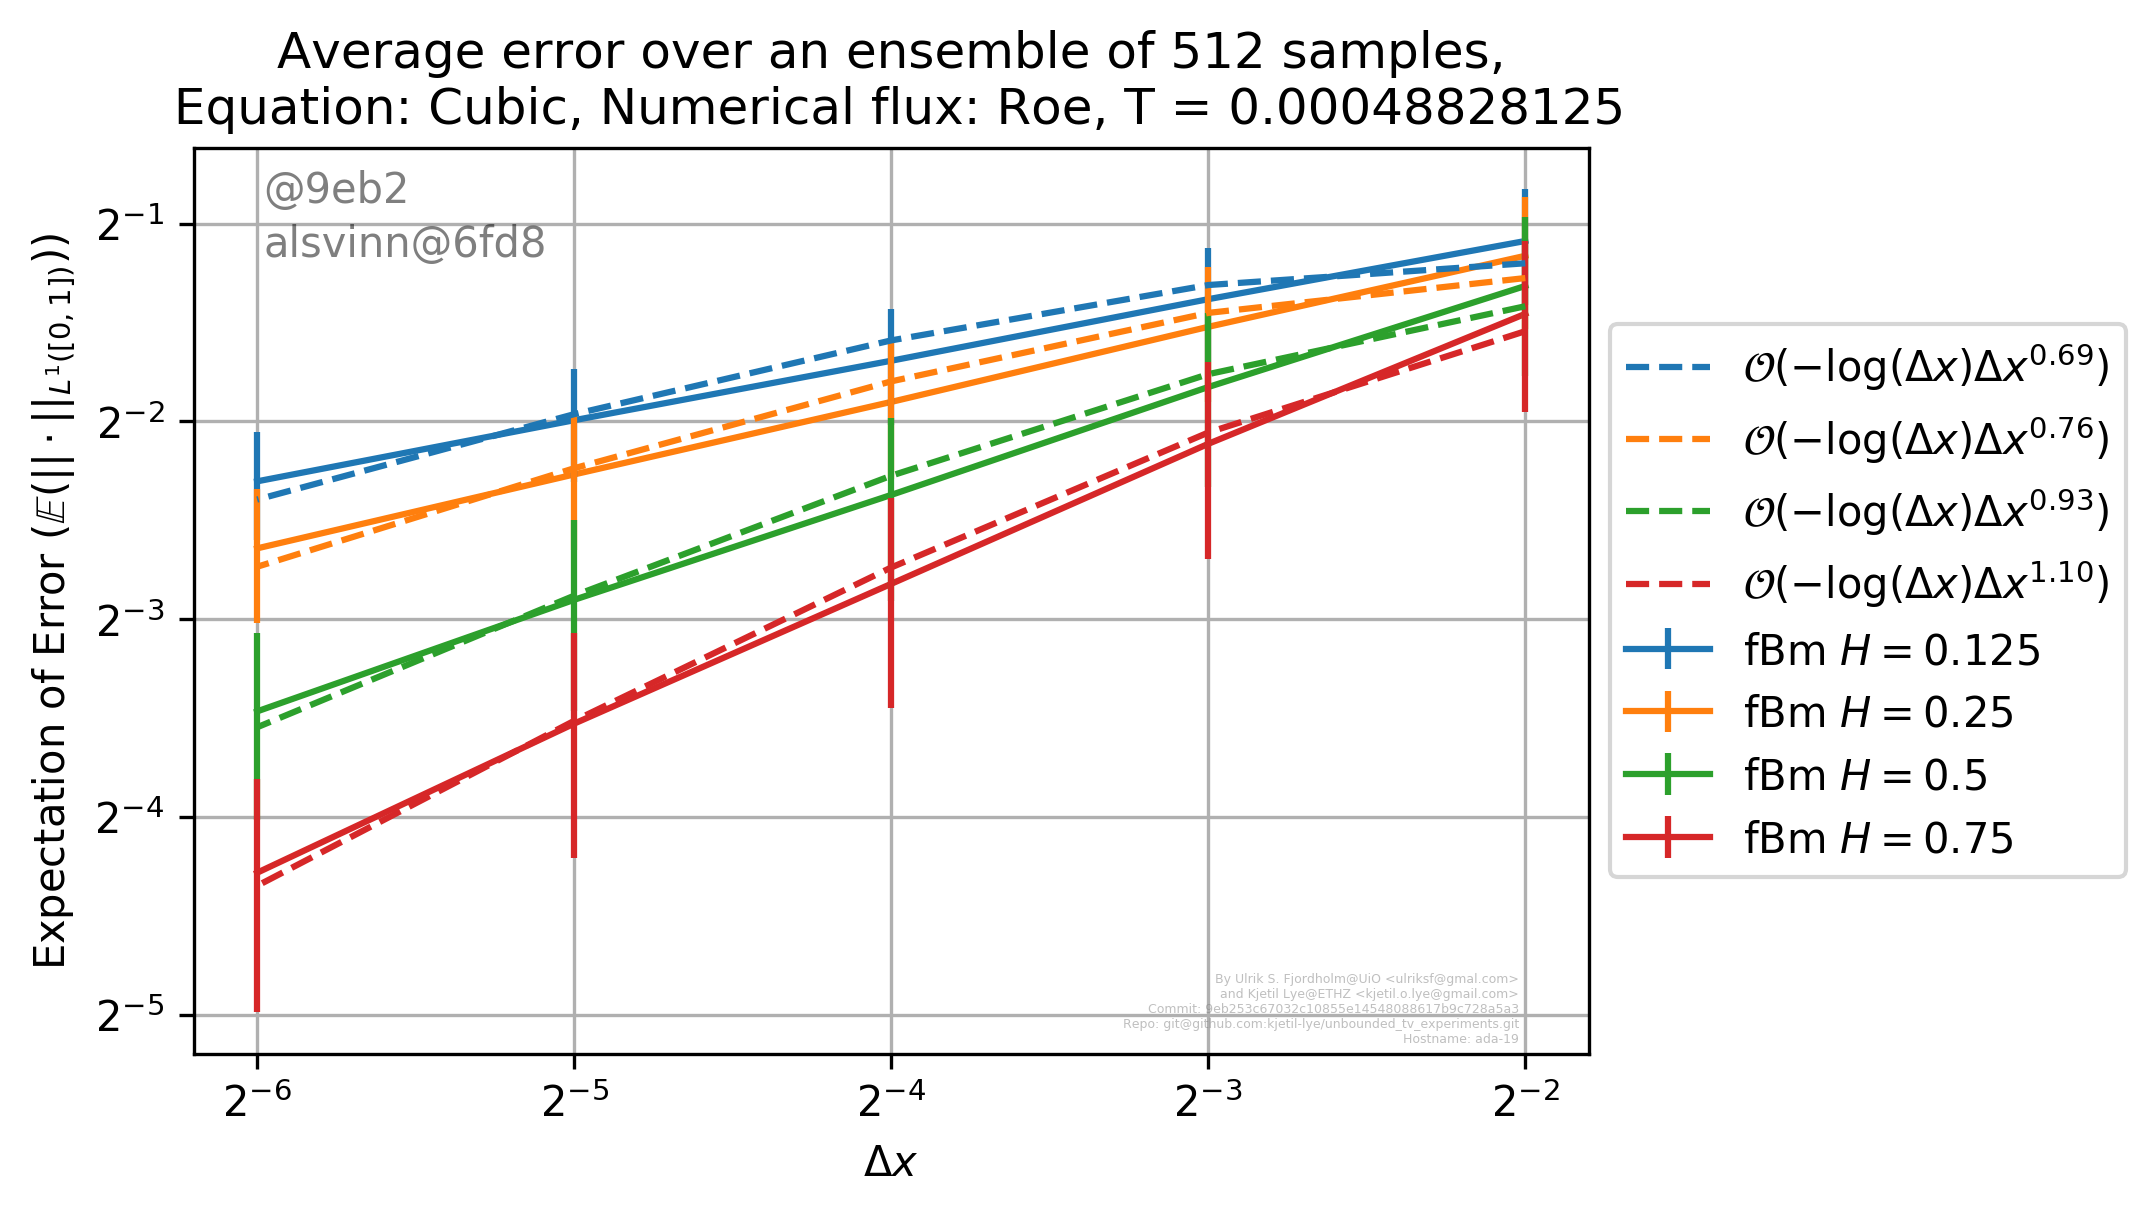 Average error over an ensemble of 512 samples,
Equation: Cubic, Numerical flux: Roe, T = 0.00048828125
@9eb2
alsvinn@6fd8
Expectation of Error (𝔼(||·||_{L^1([0,1])}))
2^{-1}
2^{-2}
2^{-3}
2^{-4}
2^{-5}
2^{-6}
2^{-5}
2^{-4}
2^{-3}
2^{-2}
Δx
𝒪(−log(Δx)Δx^{0.69})
𝒪(−log(Δx)Δx^{0.76})
𝒪(−log(Δx)Δx^{0.93})
𝒪(−log(Δx)Δx^{1.10})
fBm H = 0.125
fBm H = 0.25
fBm H = 0.5
fBm H = 0.75
By Ulrik S. Fjordholm@UiO <ulriksf@gmal.com>
and Kjetil Lye@ETHZ <kjetil.o.lye@gmail.com>
Commit: 9eb253c67032c10855e14548088617b9c728a5a3
Repo: git@github.com:kjetil-lye/unbounded_tv_experiments.git
Hostname: ada-19